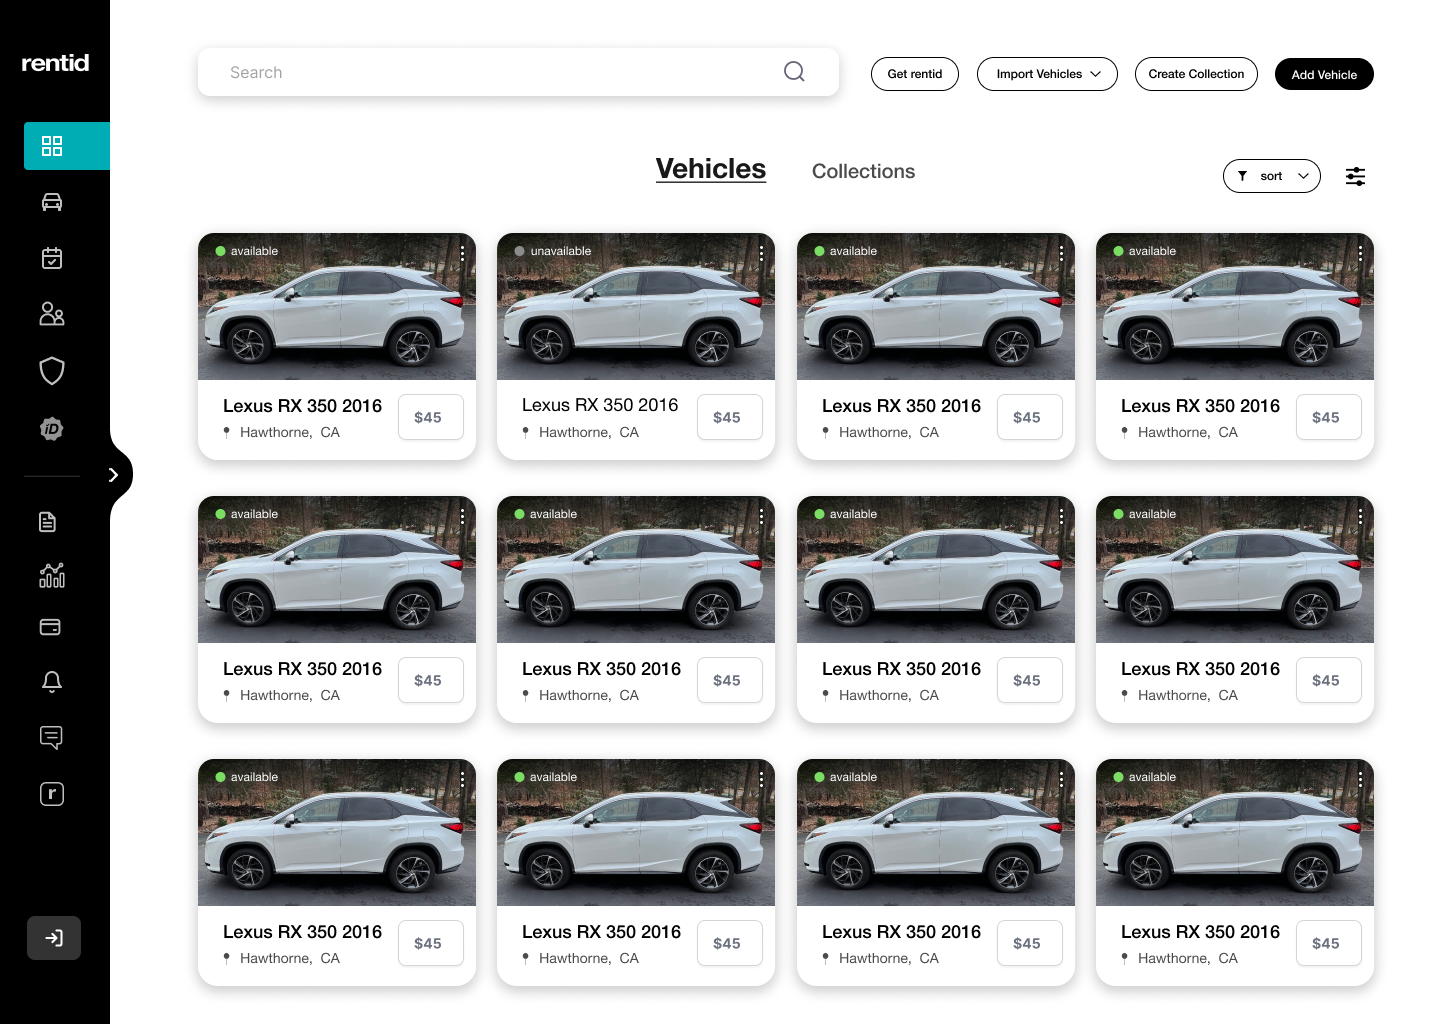 rentid
Search
Get rentid
Import Vehicles
Create Collection
Add Vehicle
Vehicles
Collections
sort
available
unavailable
available
available
Lexus RX 350 2016
$45
Hawthorne, CA
Lexus RX 350 2016
$45
Hawthorne, CA
Lexus RX 350 2016
$45
Hawthorne, CA
Lexus RX 350 2016
$45
Hawthorne, CA
iD
available
available
available
available
Lexus RX 350 2016
$45
Hawthorne, CA
Lexus RX 350 2016
$45
Hawthorne, CA
Lexus RX 350 2016
$45
Hawthorne, CA
Lexus RX 350 2016
$45
Hawthorne, CA
r
available
available
available
available
Lexus RX 350 2016
$45
Hawthorne, CA
Lexus RX 350 2016
$45
Hawthorne, CA
Lexus RX 350 2016
$45
Hawthorne, CA
Lexus RX 350 2016
$45
Hawthorne, CA